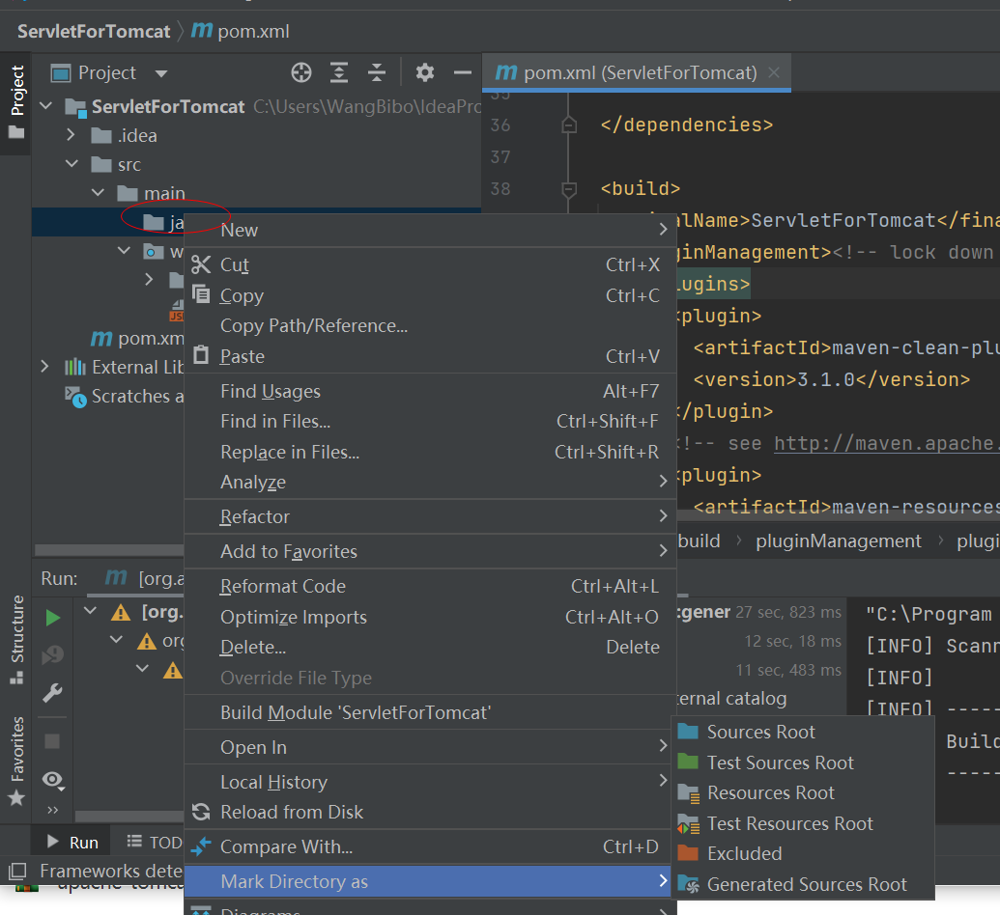 ServletForTomcat pom.xml
Project
Project
pom.xml (ServletForTomcat)
ServletForTomcat C:\Users\WangBibo\IdeaPro
.idea
src
main
ja
w
JS
pom.xm
External Lib
Scratches a
35
36 </dependencies>
37
38 <build>
alName>ServletForTomcat</fina
ginManagement><!-- lock down
lugins>
<plugin>
<artifactId>maven-clean-plu
<version>3.1.0</version>
</plugin>
<!-- see http://maven.apache.
<plugin>
<artifactId>maven-resources
build > pluginManagement > plugi
New
Cut Ctrl+X
Copy Ctrl+C
Copy Path/Reference...
Paste Ctrl+V
Find Usages Alt+F7
Find in Files... Ctrl+Shift+F
Replace in Files... Ctrl+Shift+R
Analyze
Refactor
Add to Favorites
Reformat Code Ctrl+Alt+L
Optimize Imports Ctrl+Alt+O
Delete... Delete
Override File Type
Build Module 'ServletForTomcat'
Open In
Local History
Reload from Disk
Compare With... Ctrl+D
Mark Directory as
Diagrams
Sources Root
Test Sources Root
Resources Root
Test Resources Root
Excluded
Generated Sources Root
Structure
Favorites
Run: [org.a
[org.
org
:gener 27 sec, 823 ms
12 sec, 18 ms
11 sec, 483 ms
ternal catalog
"C:\Program
[INFO] Scann
[INFO]
[INFO] -----
Build
-----
Run TOD
Frameworks dete
apache-tomca